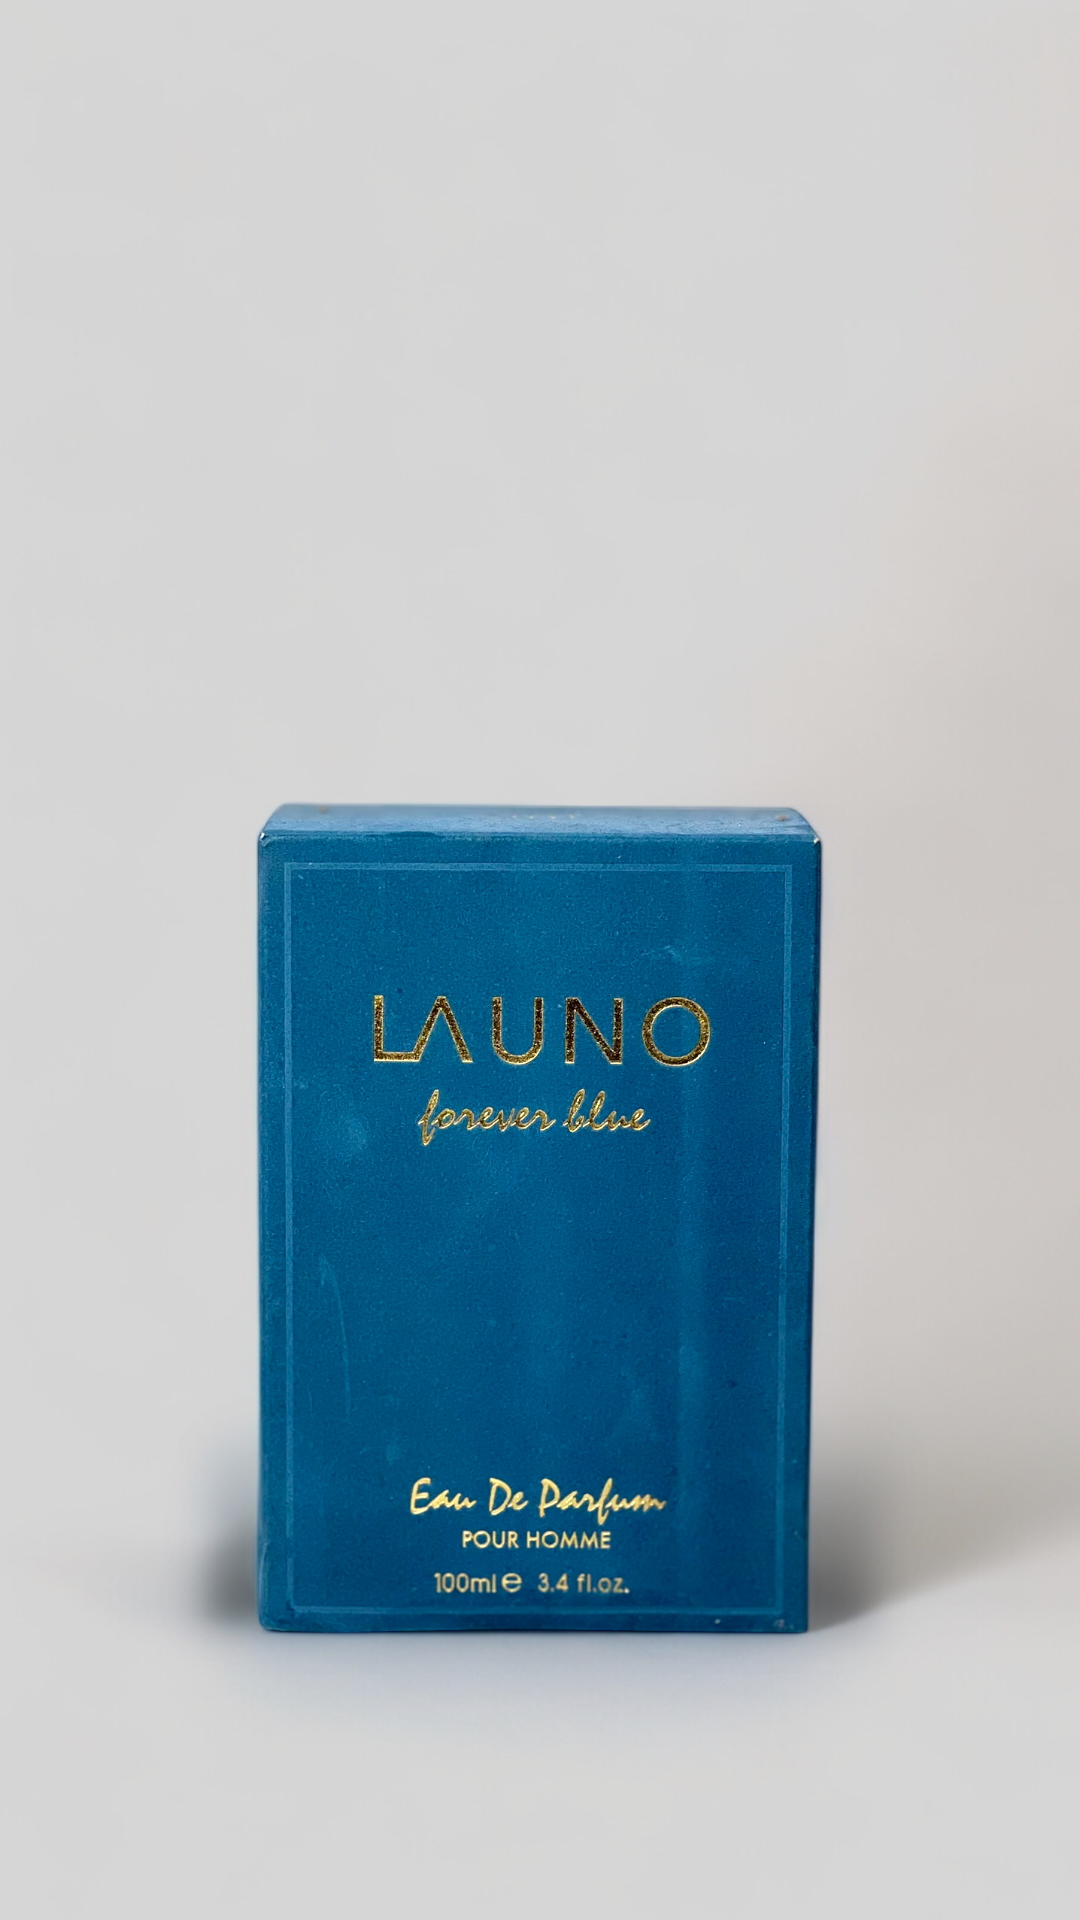 LAUNO
forever blue
Eau De Parfum
POUR HOMME
100ml ℮ 3.4 fl.oz.